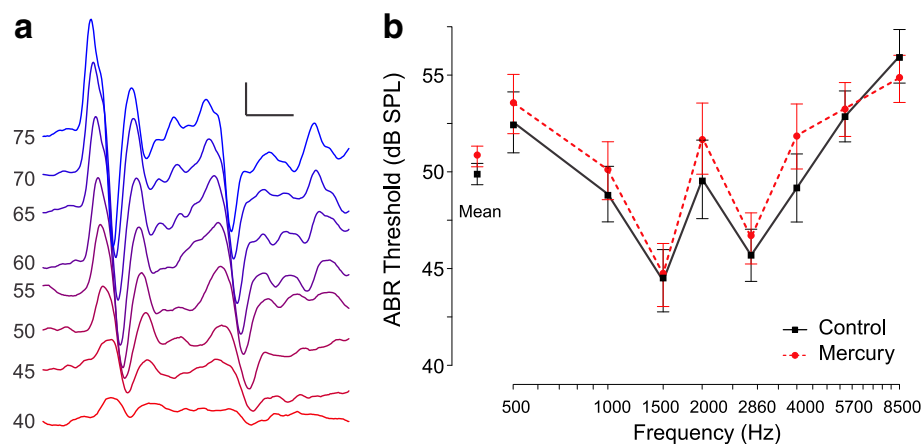 a
75
70
65
60
55
50
45
40
b
ABR Threshold (dB SPL)
55
50
45
40
Mean
Control
Mercury
500 1000 1500 2000 2860 4000 5700 8500
Frequency (Hz)